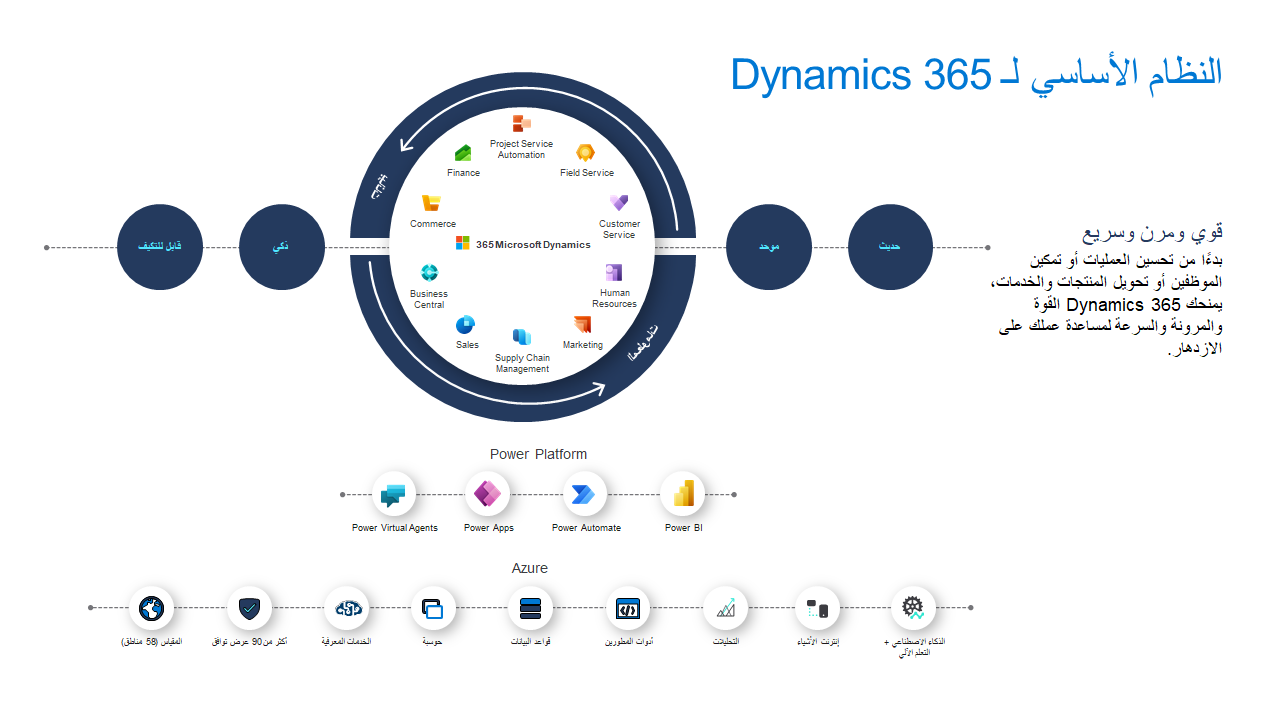 النظام الأساسي لـ Dynamics 365
قوي ومرن وسريع
بدءًا من تحسين العمليات أو تمكين
الموظفين أو تحويل المنتجات والخدمات،
يمنحك Dynamics 365 القوة
والمرونة والسرعة لمساعدة عملك على
الازدهار.
Project Service
Automation
Finance
Field Service
Commerce
Customer
Service
365 Microsoft Dynamics
Business
Central
Human
Resources
Sales
Marketing
Supply Chain
Management
المعلومات
حديث
موحد
ذكي
قابل للتكيف
Power Platform
Power Virtual Agents
Power Apps
Power Automate
Power BI
Azure
الذكاء الاصطناعي +
التعلم الآلي
إنترنت الأشياء
التحليلات
أدوات المطورين
قواعد البيانات
حوسبة
الخدمات المعرفية
أكثر من 90 عرض توافق
المقياس (58 مناطق)